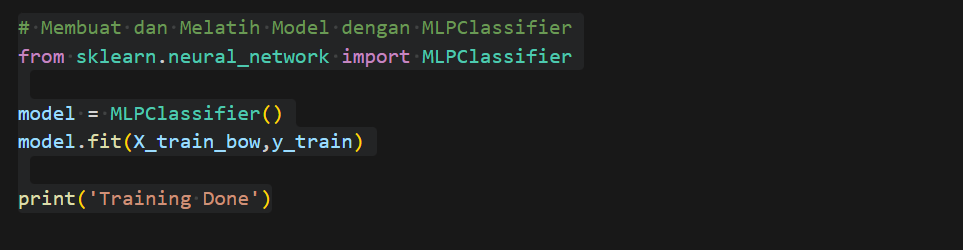 # Membuat dan Melatih Model dengan MLPClassifier
from sklearn.neural_network import MLPClassifier
model = MLPClassifier()
model.fit(X_train_bow,y_train)
print('Training Done')